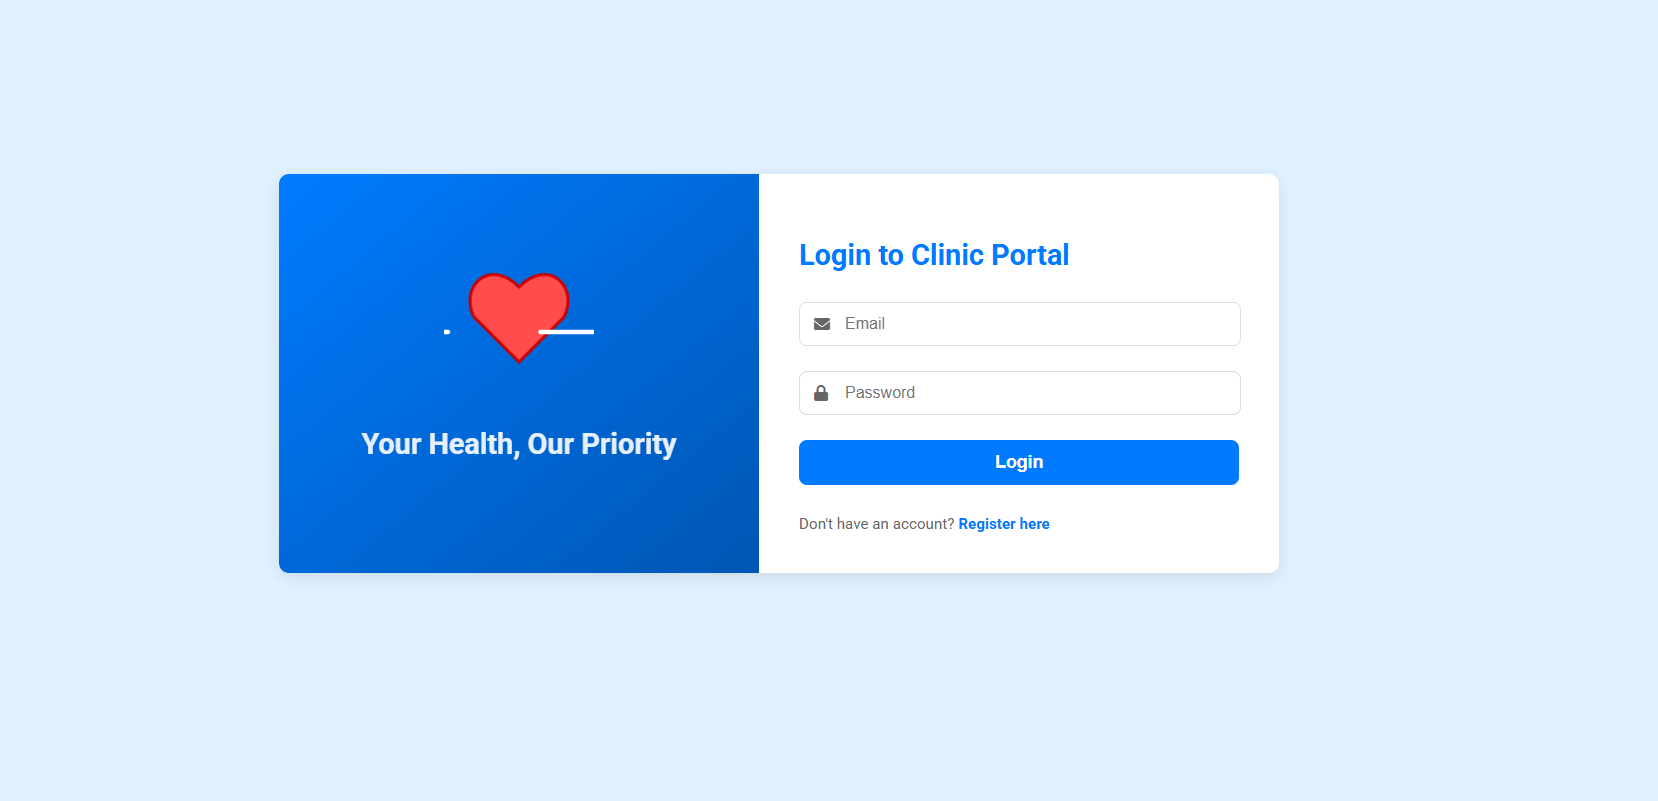 Your Health, Our Priority
Login to Clinic Portal
Email
Password
Login
Don't have an account? Register here